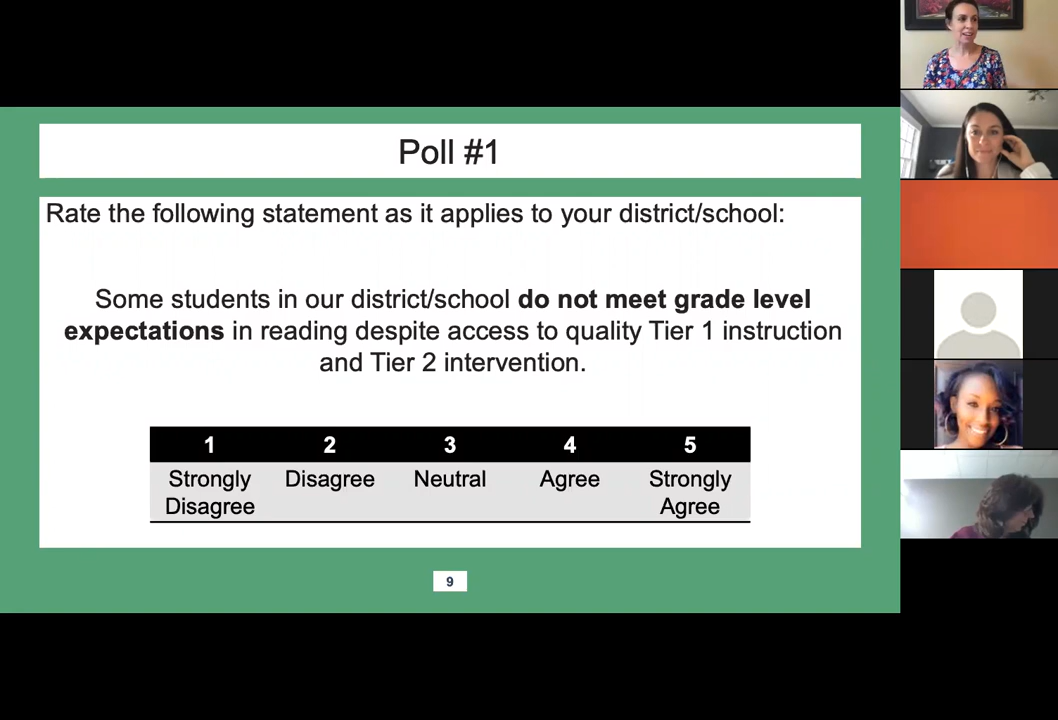 Poll #1
Rate the following statement as it applies to your district/school:
Some students in our district/school do not meet grade level
expectations in reading despite access to quality Tier 1 instruction
and Tier 2 intervention.
1 2 3 4 5
Strongly Disagree Neutral Agree Strongly
Disagree Agree
9